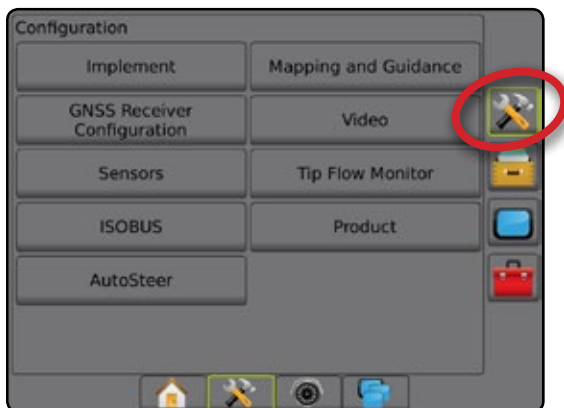 Configuration
Implement
Mapping and Guidance
GNSS Receiver
Configuration
Video
Sensors
Tip Flow Monitor
ISOBUS
Product
AutoSteer